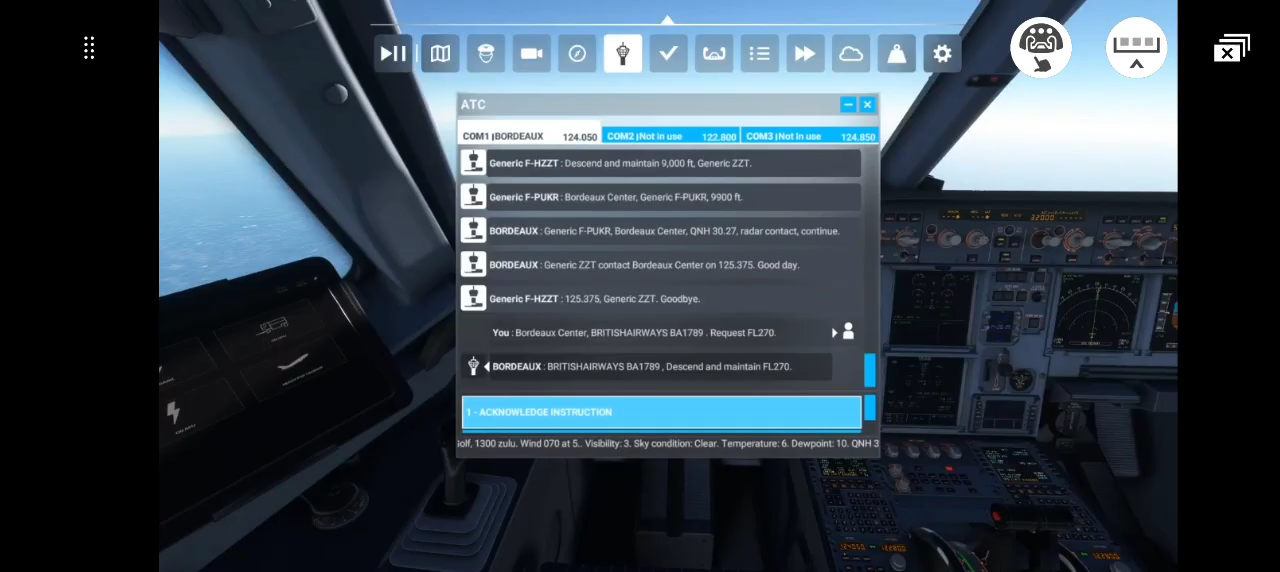 ATC
COM1 |BORDEAUX 124.050 COM2 |Not in use 122.800 COM3 |Not in use 124.850
Generic F-HZZT : Descend and maintain 9,000 ft, Generic ZZT.
Generic F-PUKR : Bordeaux Center, Generic F-PUKR, 9900 ft.
BORDEAUX : Generic F-PUKR, Bordeaux Center, QNH 30.27, radar contact, continue.
BORDEAUX : Generic ZZT contact Bordeaux Center on 125.375. Good day.
Generic F-HZZT : 125.375, Generic ZZT. Goodbye.
You : Bordeaux Center, BRITISHAIRWAYS BA1789 . Request FL270.
BORDEAUX : BRITISHAIRWAYS BA1789 , Descend and maintain FL270.
1 - ACKNOWLEDGE INSTRUCTION
olf, 1300 zulu. Wind 070 at 5.. Visibility: 3. Sky condition: Clear. Temperature: 6. Dewpoint: 10. QNH 3
32000